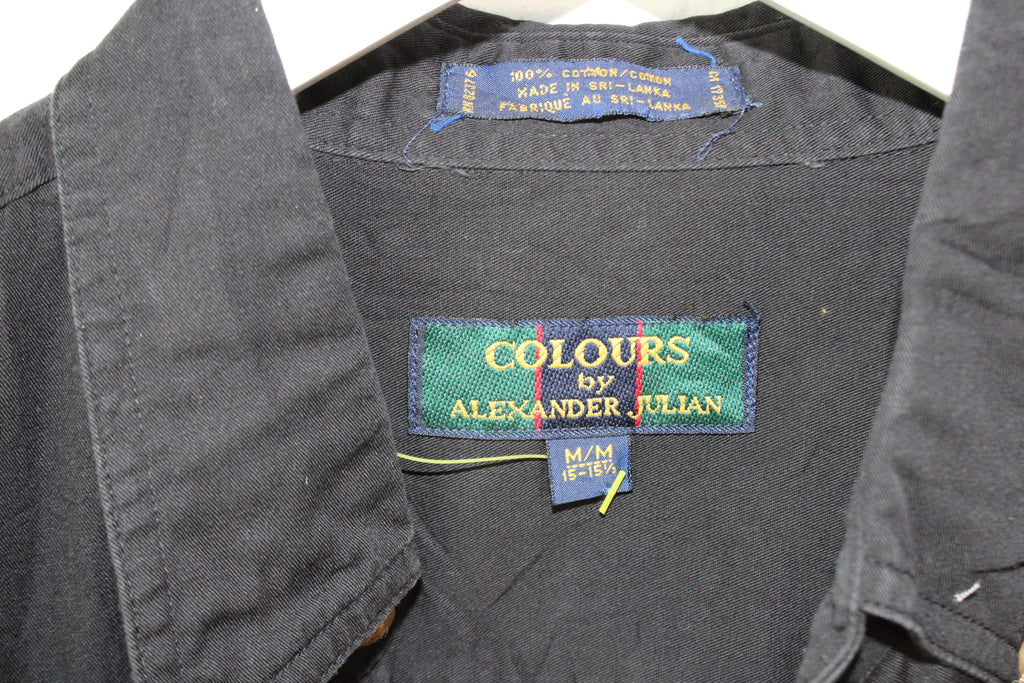 100% COTTON/COTON
MADE IN SRI-LANKA
FABRIQUÉ AU SRI-LANKA
COLOURS
by
ALEXANDER JULIAN
M/M
15-15½